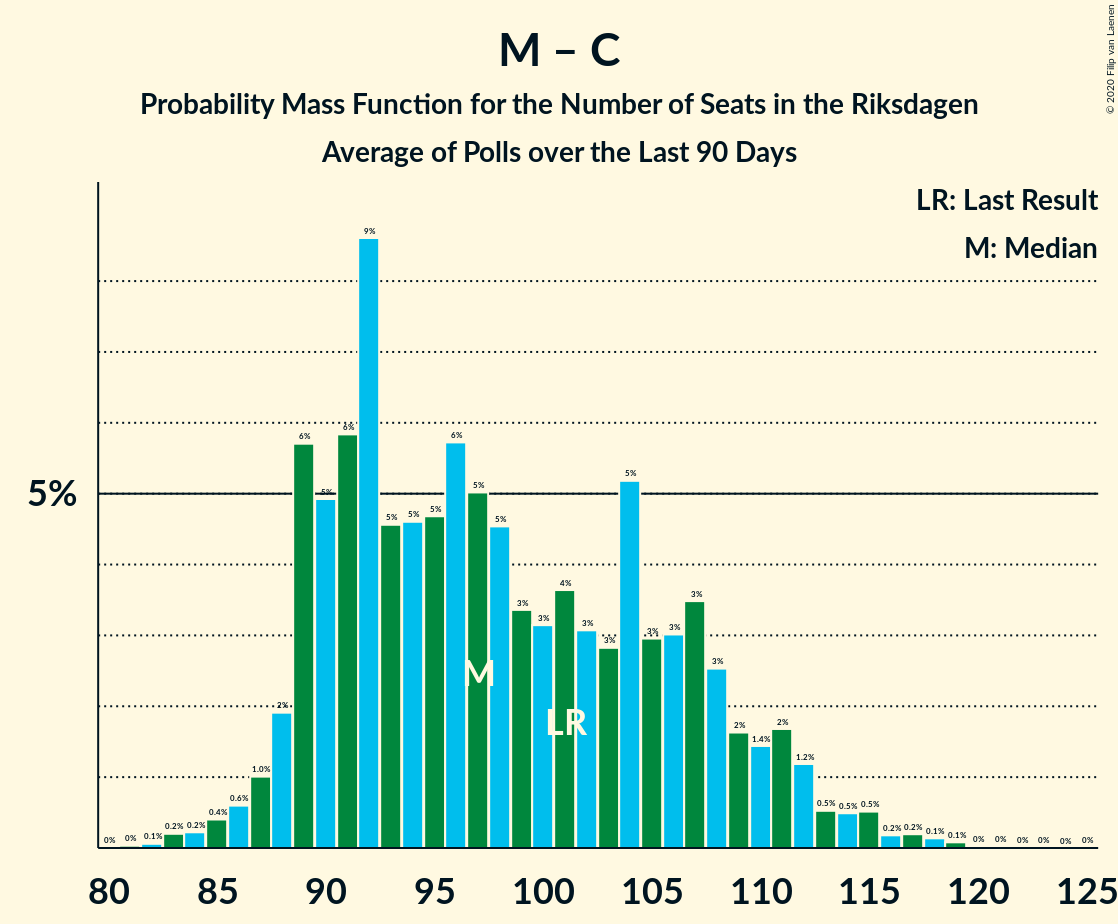 M – C
Probability Mass Function for the Number of Seats in the Riksdagen
Average of Polls over the Last 90 Days
© 2020 Filip van Laenen
LR: Last Result
M: Median
5%
0% 0% 0.1% 0.2% 0.2% 0.4% 0.6% 1.0% 2% 6% 5% 6% 9% 5% 5% 5% 6% 5% 5% 3% 3% 4% 3% 3% 5% 3% 3% 3% 3% 2% 1.4% 2% 1.2% 0.5% 0.5% 0.5% 0.2% 0.2% 0.1% 0.1% 0% 0% 0% 0% 0% 0%
M
LR
80 85 90 95 100 105 110 115 120 125